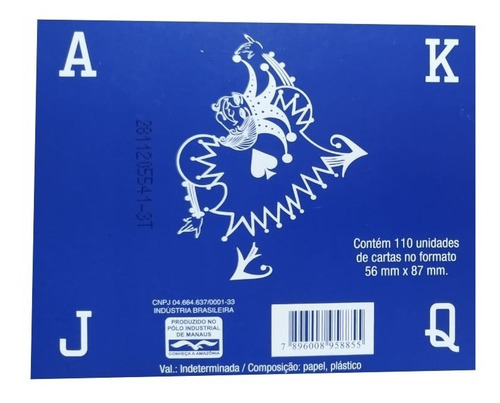 A
K
2811205541-3T
Contém 110 unidades
de cartas no formato
56 mm x 87 mm.
CNPJ 04.664.637/0001-33
INDÚSTRIA BRASILEIRA
PRODUZIDO NO
PÓLO INDUSTRIAL
DE MANAUS
CONHEÇA A AMAZÔNIA
J
7 896008 958855
Q
Val.: Indeterminada / Composição: papel, plástico